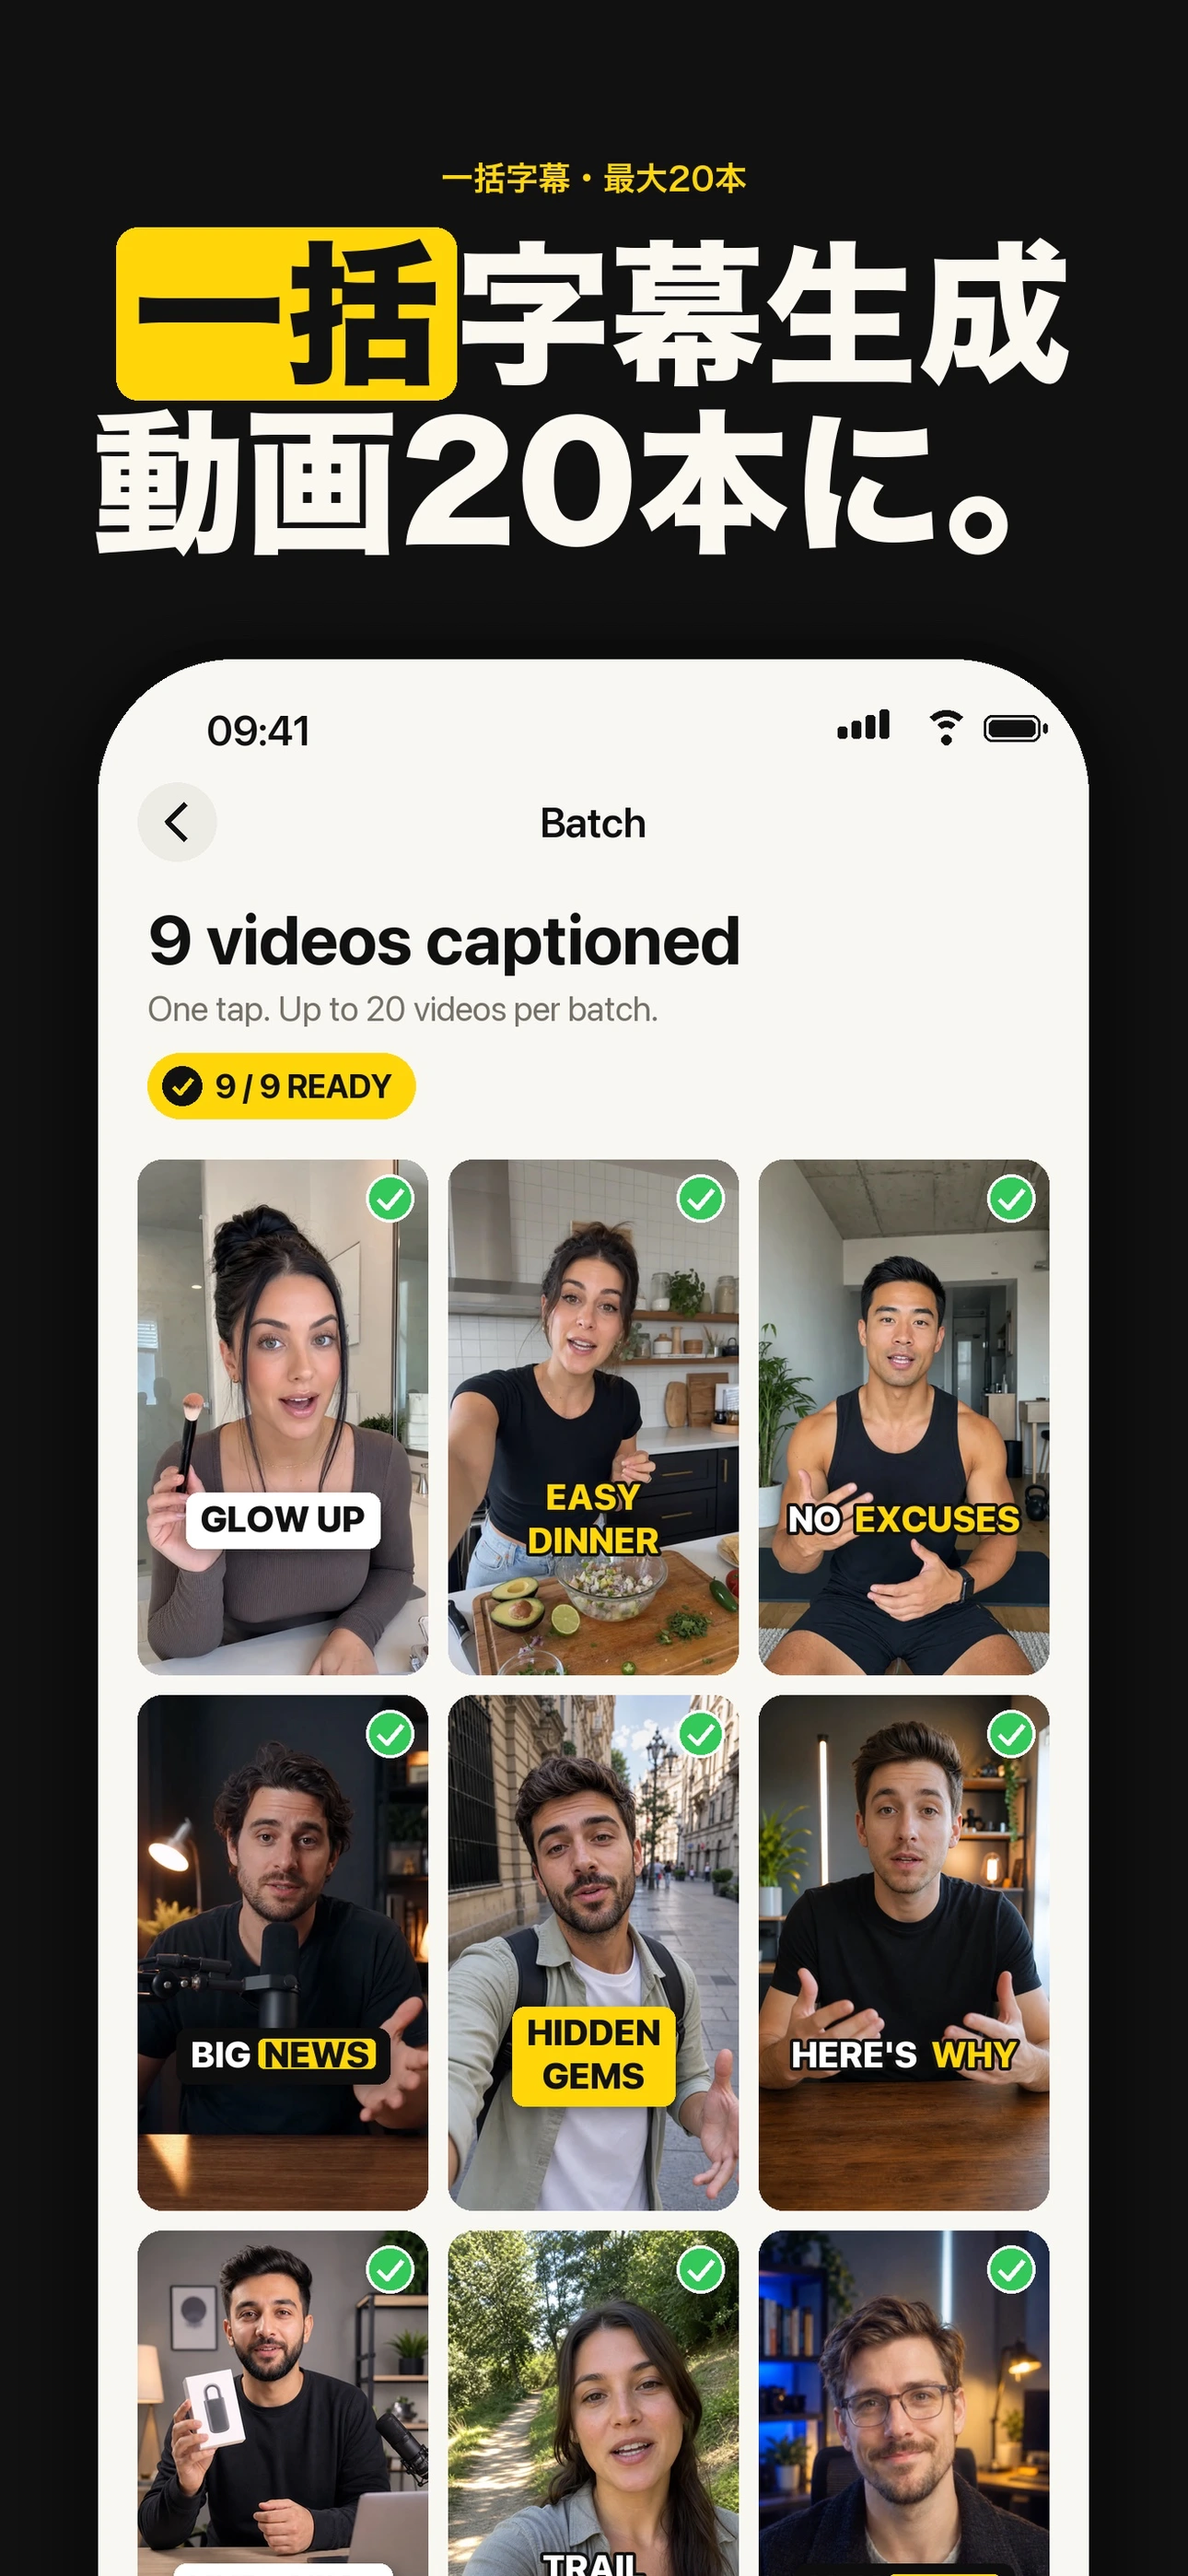 一括字幕・最大20本
一括字幕生成
動画20本に。
09:41
Batch
9 videos captioned
One tap. Up to 20 videos per batch.
9 / 9 READY
GLOW UP
EASY
DINNER
NO EXCUSES
BIG NEWS
HIDDEN
GEMS
HERE'S WHY
TRAIL